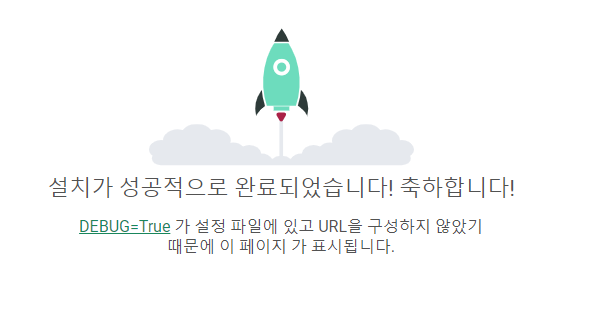 설치가 성공적으로 완료되었습니다! 축하합니다!
DEBUG=True 가 설정 파일에 있고 URL을 구성하지 않았기
때문에 이 페이지 가 표시됩니다.